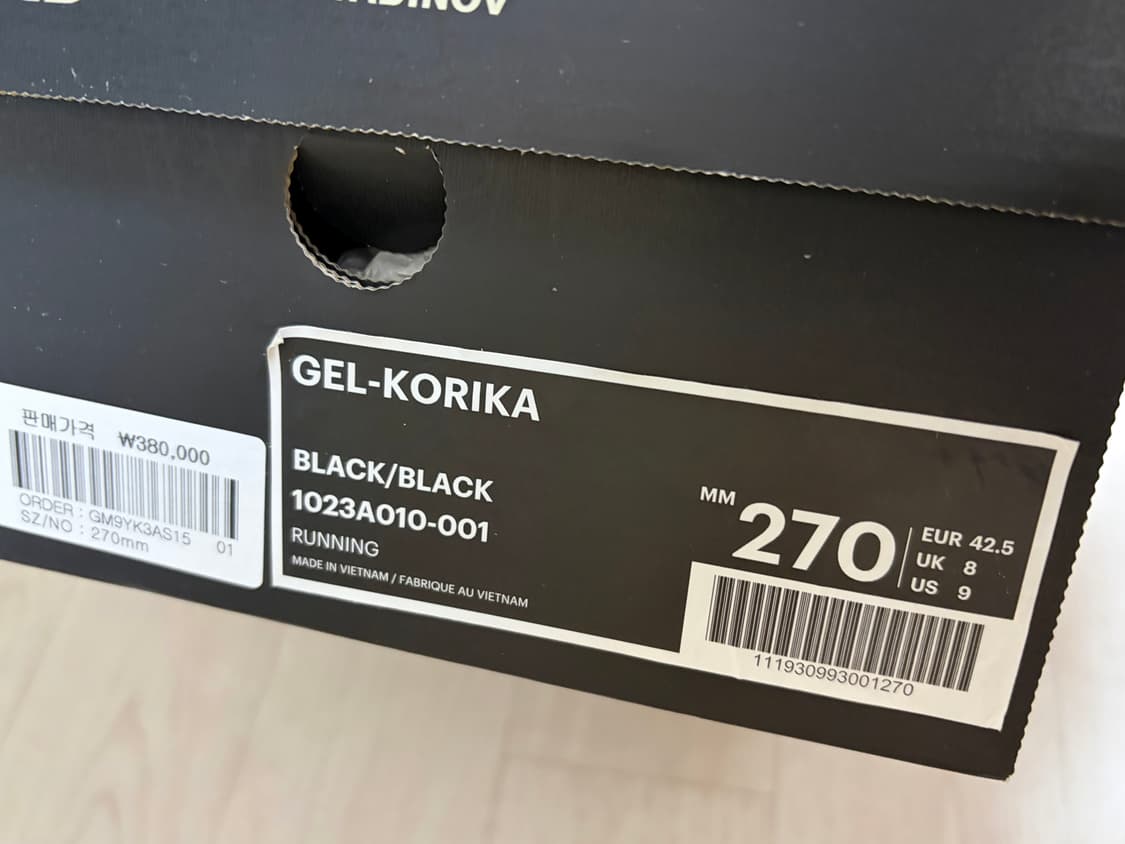 GEL-KORIKA
BLACK/BLACK
1023A010-001
RUNNING
MADE IN VIETNAM / FABRIQUE AU VIETNAM
MM 270
EUR 42.5
UK 8
US 9
111930993001270
판매가격 ₩380,000
ORDER : GM9YK3AS15 01
SZ/NO : 270mm